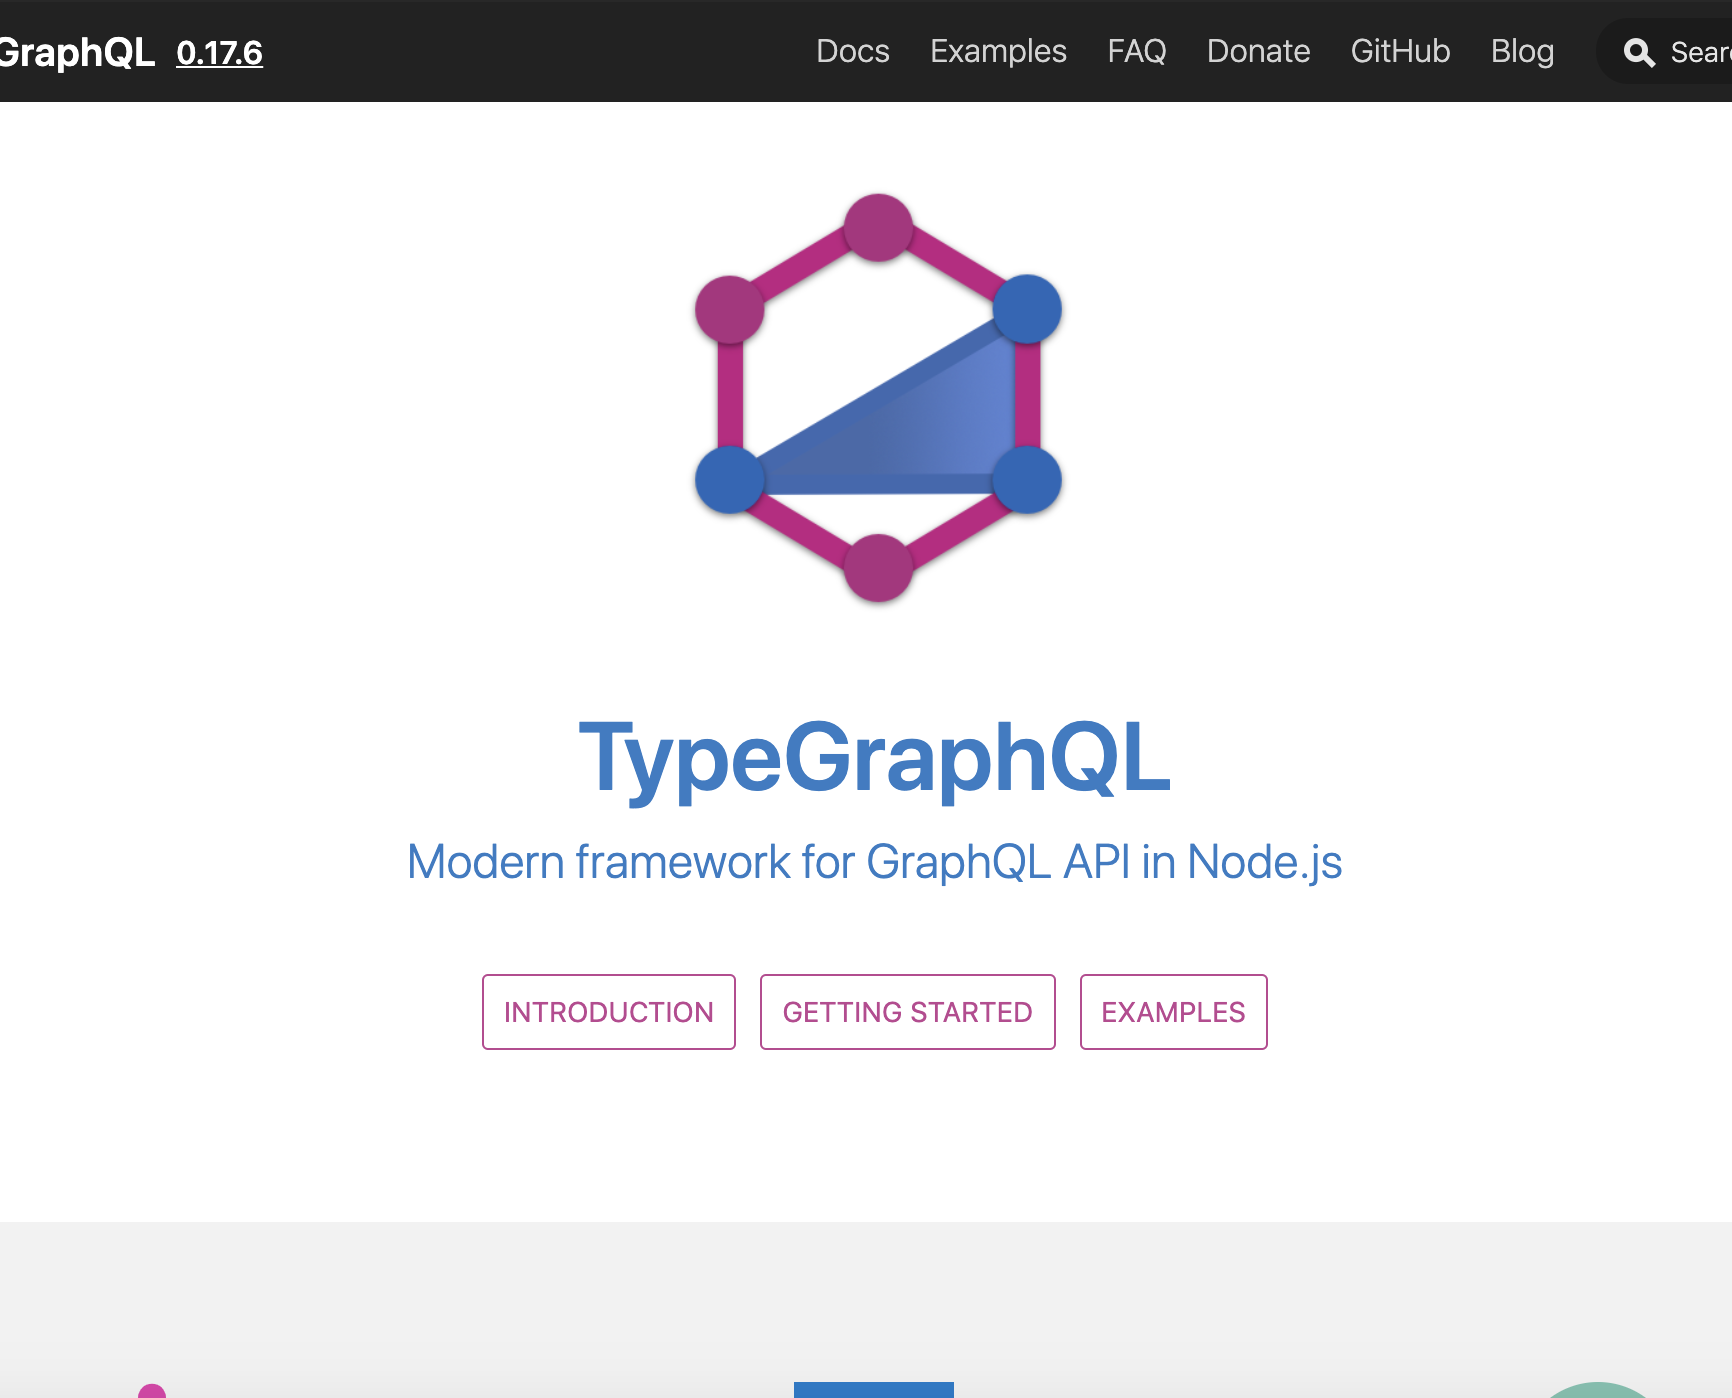 GraphQL 0.17.6 Docs Examples FAQ Donate GitHub Blog
TypeGraphQL
Modern framework for GraphQL API in Node.js
INTRODUCTION GETTING STARTED EXAMPLES